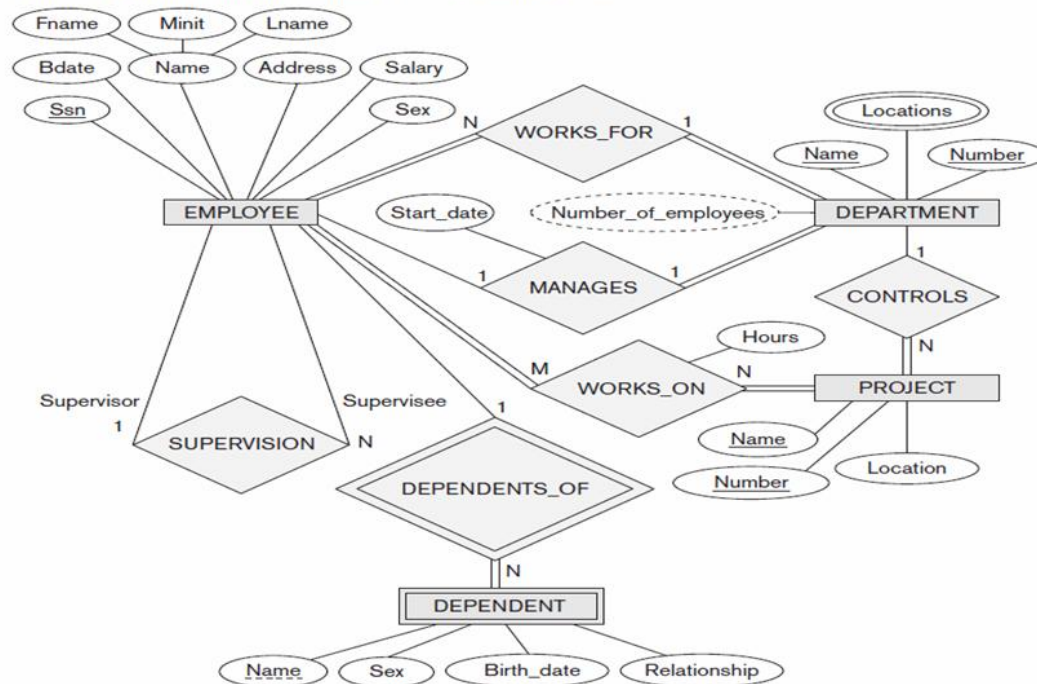 Fname
Minit
Lname
Bdate
Name
Address
Salary
Ssn
Sex
WORKS_FOR
N
1
Locations
Name
Number
EMPLOYEE
Start_date
Number_of_employees
DEPARTMENT
1
MANAGES
1
1
CONTROLS
N
Hours
M
WORKS_ON
N
PROJECT
Supervisor
1
SUPERVISION
Supervisee
N
1
Name
Number
Location
DEPENDENTS_OF
N
DEPENDENT
Name
Sex
Birth_date
Relationship